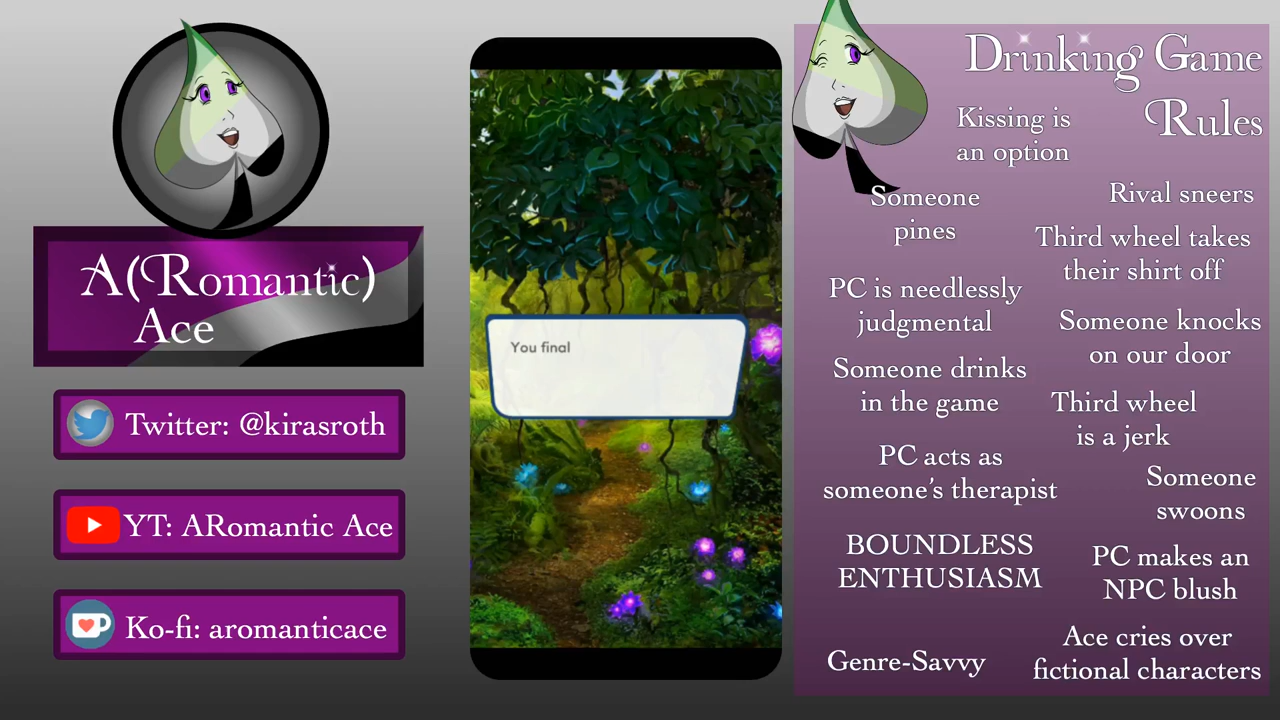 A(Romantic)
Ace
Twitter: @kirasroth
YT: ARomantic Ace
Ko-fi: aromanticace
You final
Drinking Game
Rules
Kissing is
an option
Someone
pines
Rival sneers
Third wheel takes
their shirt off
PC is needlessly
judgmental
Someone knocks
on our door
Someone drinks
in the game
Third wheel
is a jerk
PC acts as
someone's therapist
Someone
swoons
BOUNDLESS
ENTHUSIASM
PC makes an
NPC blush
Genre-Savvy
Ace cries over
fictional characters